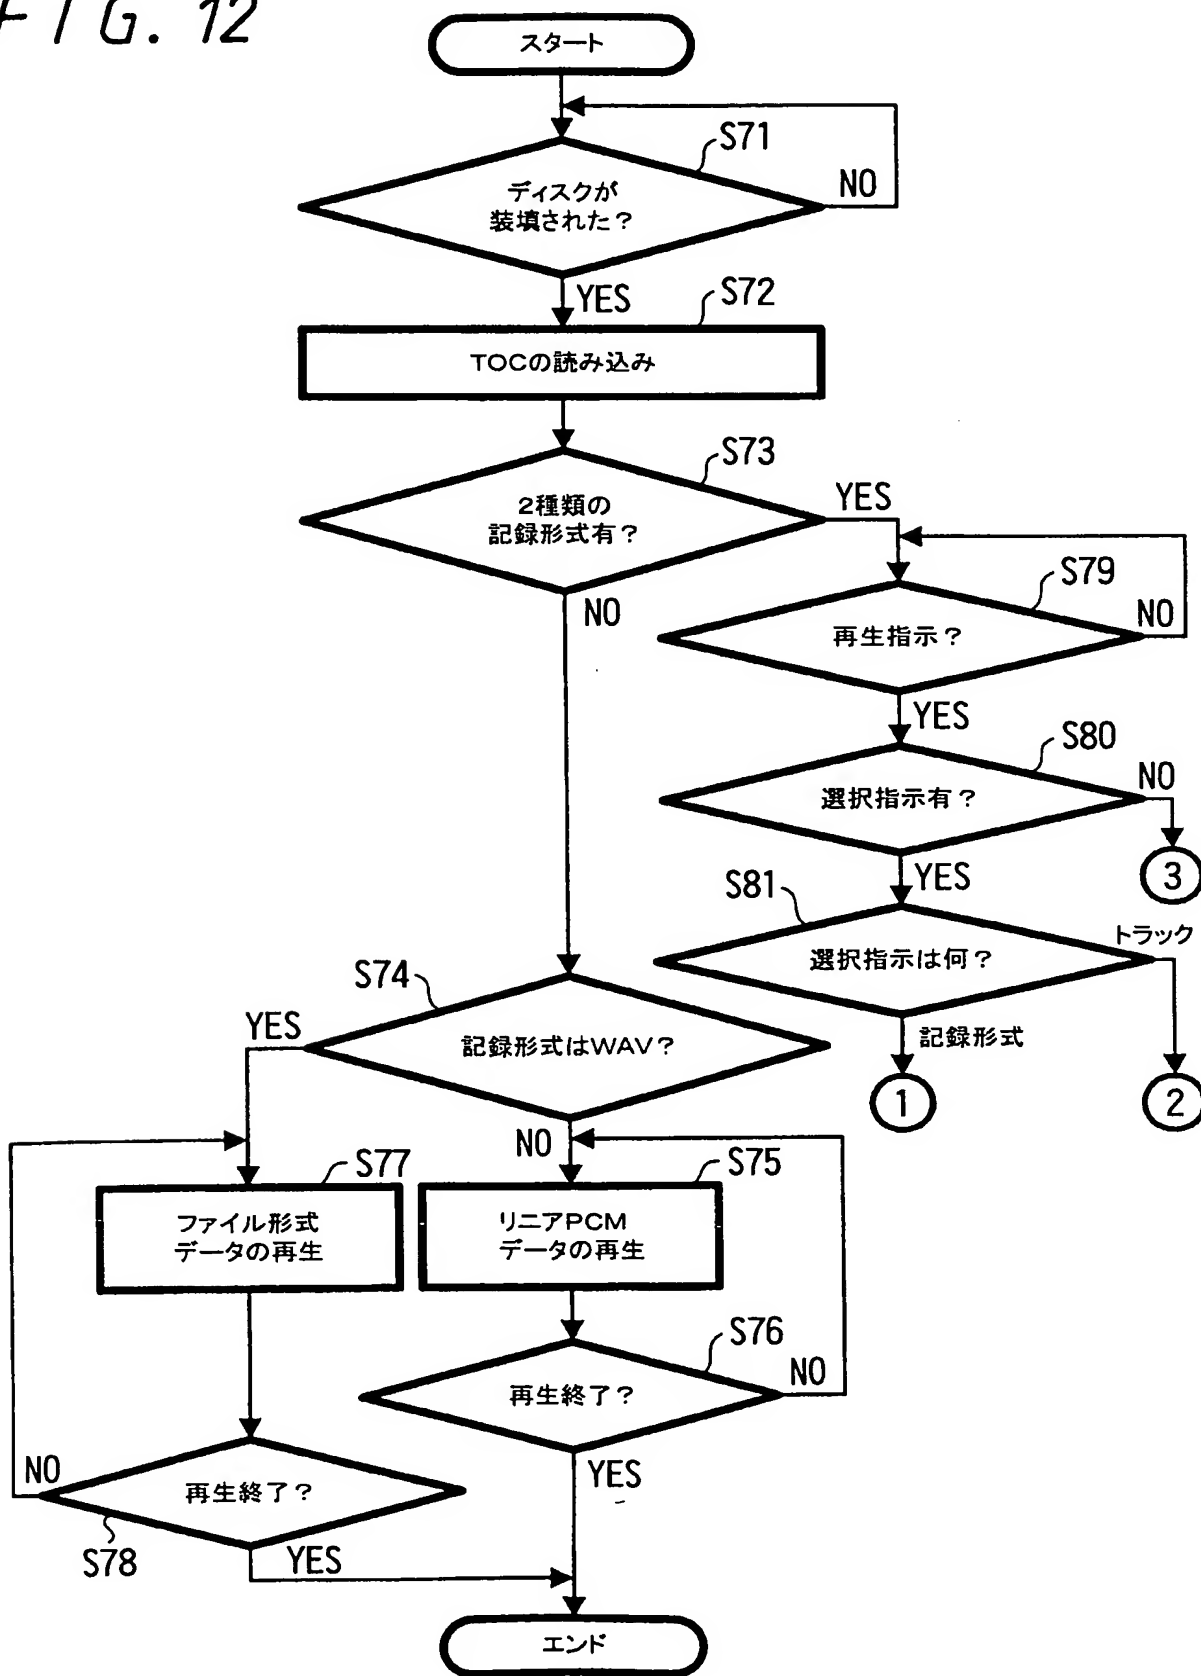 FIG. 12
スタート
S71
ディスクが
装填された?
NO
YES
S72
TOCの読み込み
S73
2種類の
記録形式有?
YES
NO
S79
再生指示?
NO
YES
S80
選択指示有?
NO
YES
3
S81
選択指示は何?
トラック
記録形式
1
2
S74
記録形式はWAV?
YES
NO
S77
ファイル形式
データの再生
S75
リニアPCM
データの再生
S76
再生終了?
NO
YES
S78
再生終了?
NO
YES
エンド